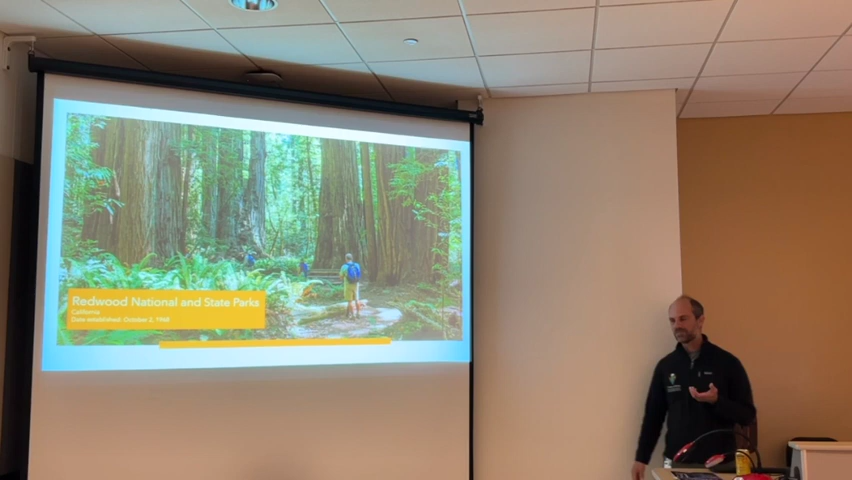 Redwood National and State Parks
California
Date established: October 2, 1968